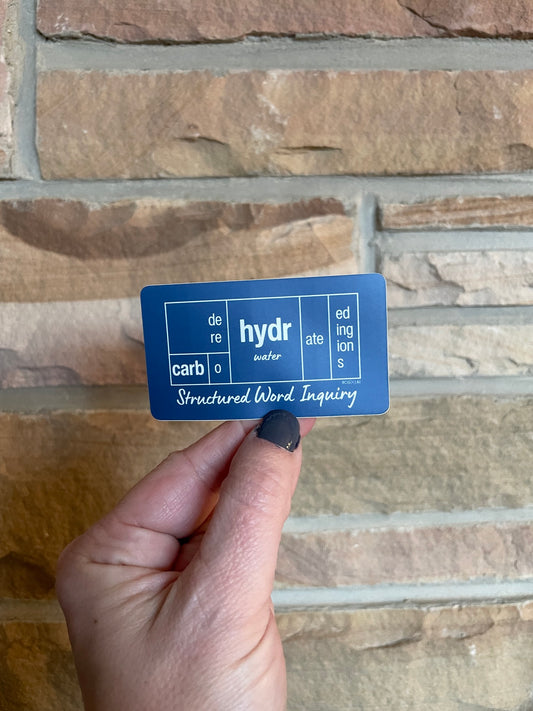 de
re
carb o
hydr
water
ate
ed
ing
ion
s
Structured Word Inquiry